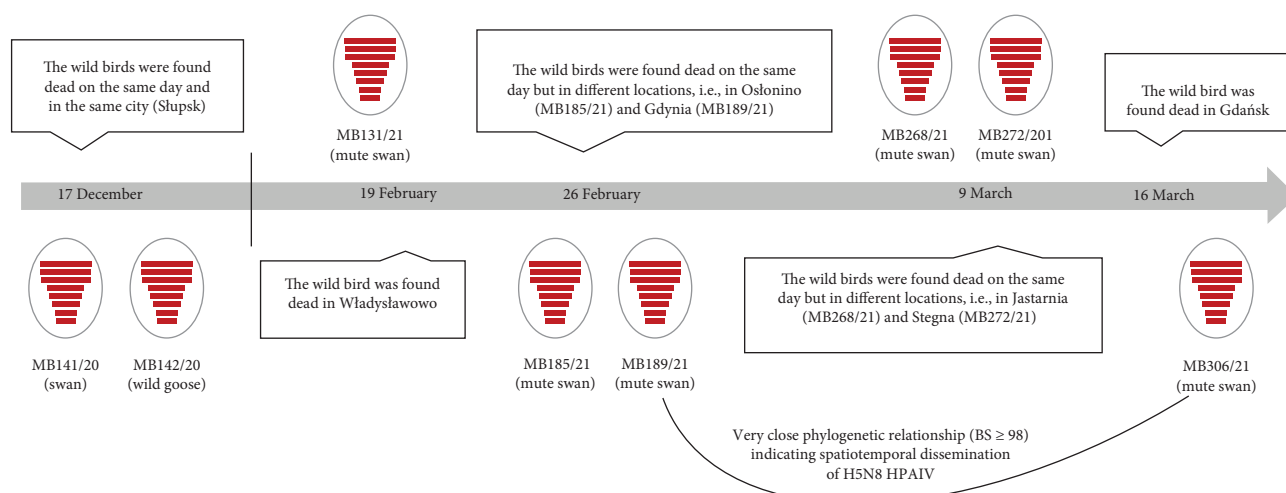 The wild birds were found
dead on the same day and
in the same city (Słupsk)
MB131/21
(mute swan)
The wild birds were found dead on the same
day but in different locations, i.e., in Osłonino
(MB185/21) and Gdynia (MB189/21)
MB268/21
(mute swan)
MB272/201
(mute swan)
The wild bird was
found dead in Gdańsk
17 December
19 February
26 February
9 March
16 March
MB141/20
(swan)
MB142/20
(wild goose)
The wild bird was found
dead in Władysławowo
MB185/21
(mute swan)
MB189/21
(mute swan)
The wild birds were found dead on the same
day but in different locations, i.e., in Jastarnia
(MB268/21) and Stegna (MB272/21)
MB306/21
(mute swan)
Very close phylogenetic relationship (BS ≥ 98)
indicating spatiotemporal dissemination
of H5N8 HPAIV